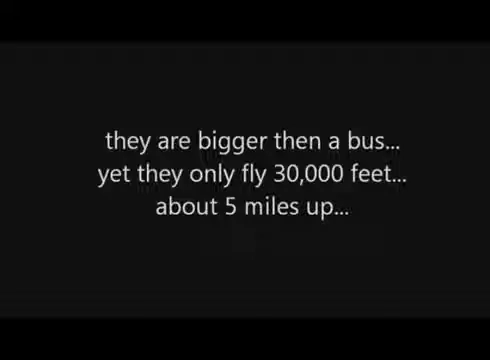 they are bigger then a bus...
yet they only fly 30,000 feet...
about 5 miles up...